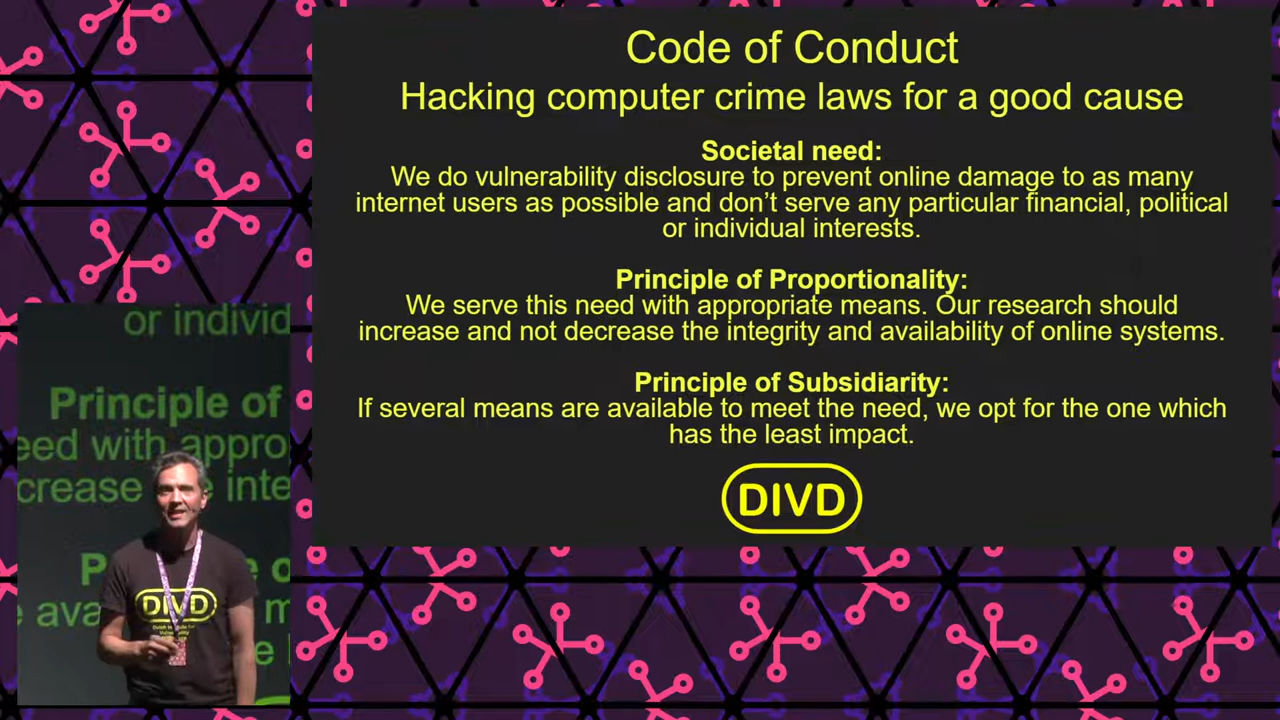 Code of Conduct
Hacking computer crime laws for a good cause
Societal need:
We do vulnerability disclosure to prevent online damage to as many
internet users as possible and don’t serve any particular financial, political
or individual interests.
Principle of Proportionality:
We serve this need with appropriate means. Our research should
increase and not decrease the integrity and availability of online systems.
Principle of Subsidiarity:
If several means are available to meet the need, we opt for the one which
has the least impact.
DIVD
or individ
Principle of
eed with appro
crease the inte
P e o
e ava m
e
DIVD
Vulnerability